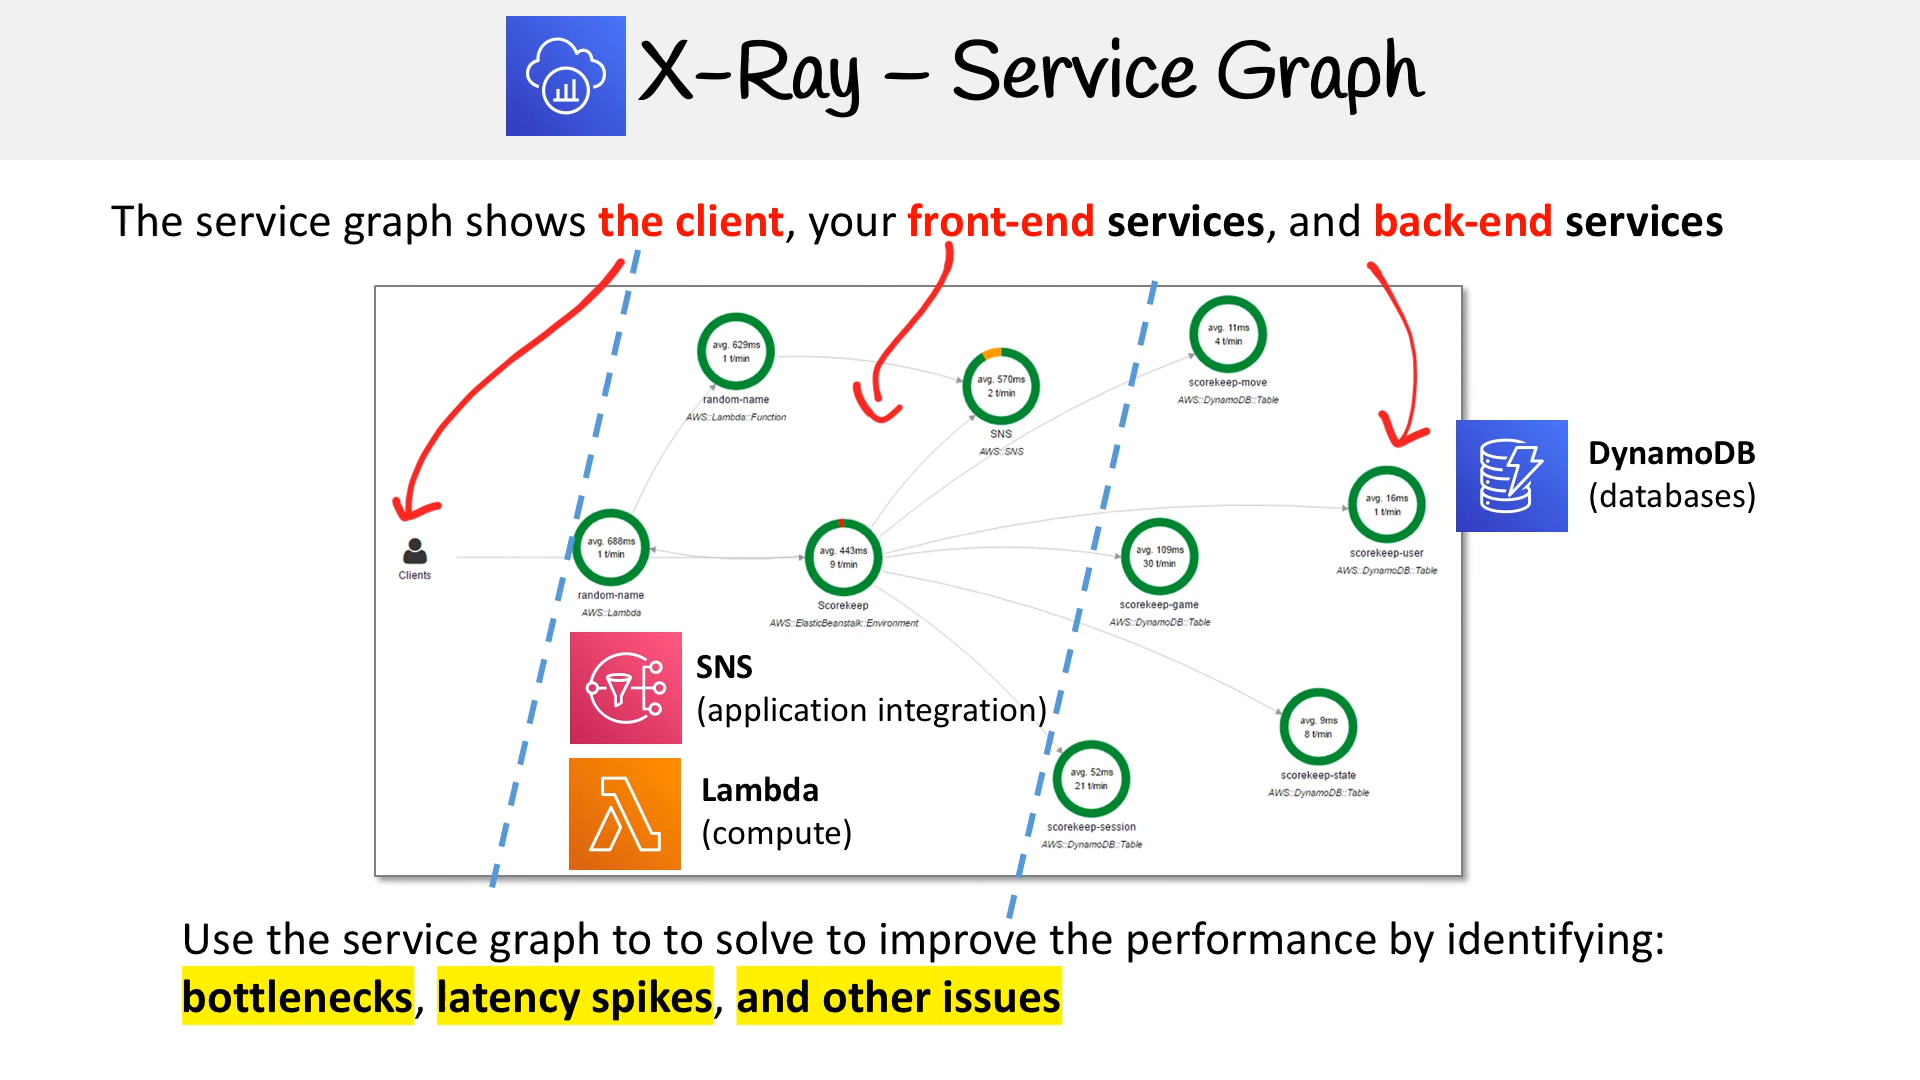 X-Ray – Service Graph
The service graph shows the client, your front-end services, and back-end services
avg. 629ms
1 t/min
random-name
AWS::Lambda::Function
avg. 570ms
2 t/min
SNS
AWS::SNS
avg. 11ms
4 t/min
scorekeep-move
AWS::DynamoDB::Table
avg. 16ms
1 t/min
scorekeep-user
AWS::DynamoDB::Table
DynamoDB
(databases)
Clients
avg. 688ms
1 t/min
random-name
AWS::Lambda
avg. 443ms
9 t/min
Scorekeep
AWS::ElasticBeanstalk::Environment
avg. 109ms
30 t/min
scorekeep-game
AWS::DynamoDB::Table
SNS
(application integration)
Lambda
(compute)
avg. 9ms
8 t/min
scorekeep-state
AWS::DynamoDB::Table
avg. 52ms
21 t/min
scorekeep-session
AWS::DynamoDB::Table
Use the service graph to to solve to improve the performance by identifying:
bottlenecks, latency spikes, and other issues